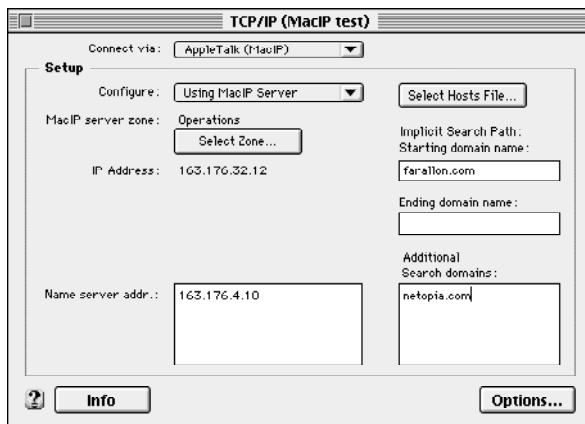 TCP/IP (MacIP test)
Connect via: AppleTalk (MacIP)
Setup
Configure: Using MacIP Server
Select Hosts File...
MacIP server zone: Operations
Select Zone...
Implicit Search Path:
Starting domain name:
IP Address: 163.176.32.12
farallon.com
Ending domain name:
Additional
Search domains:
Name server addr.: 163.176.4.10
netopia.com
?
Info
Options...